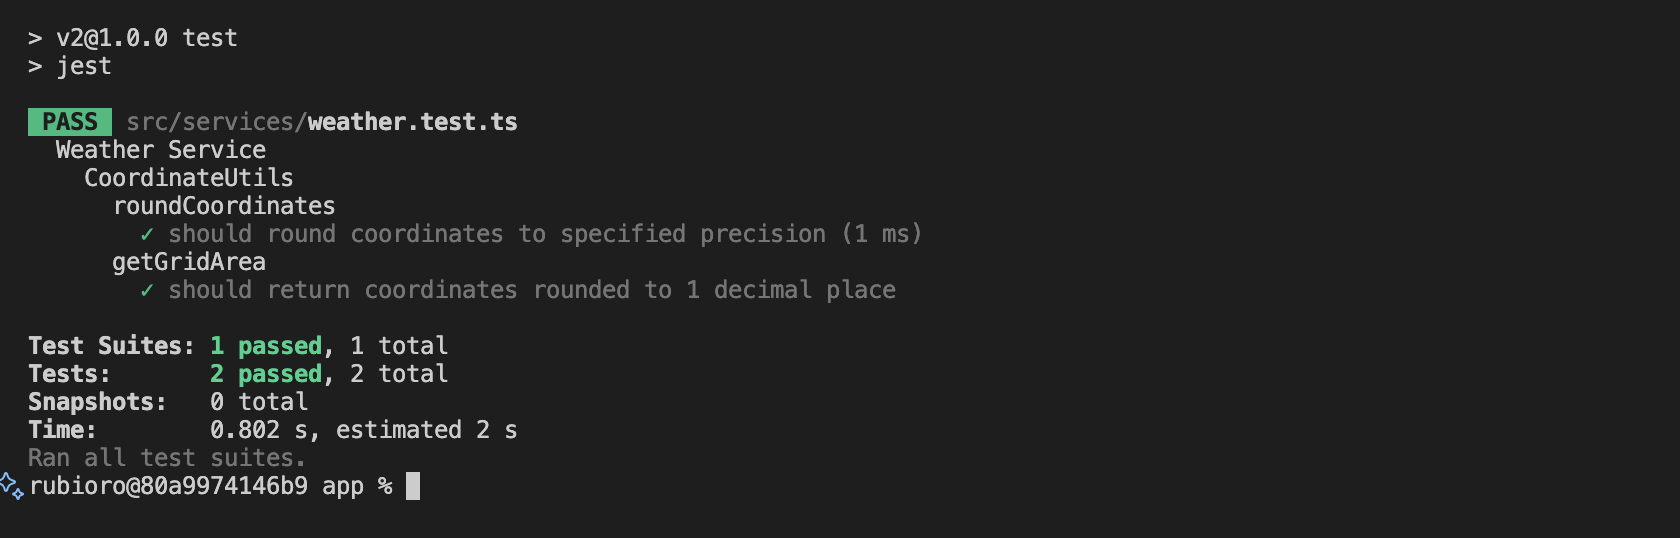 > v2@1.0.0 test
> jest
PASS src/services/weather.test.ts
Weather Service
CoordinateUtils
roundCoordinates
✓ should round coordinates to specified precision (1 ms)
getGridArea
✓ should return coordinates rounded to 1 decimal place
Test Suites: 1 passed, 1 total
Tests: 2 passed, 2 total
Snapshots: 0 total
Time: 0.802 s, estimated 2 s
Ran all test suites.
rubioro@80a9974146b9 app %